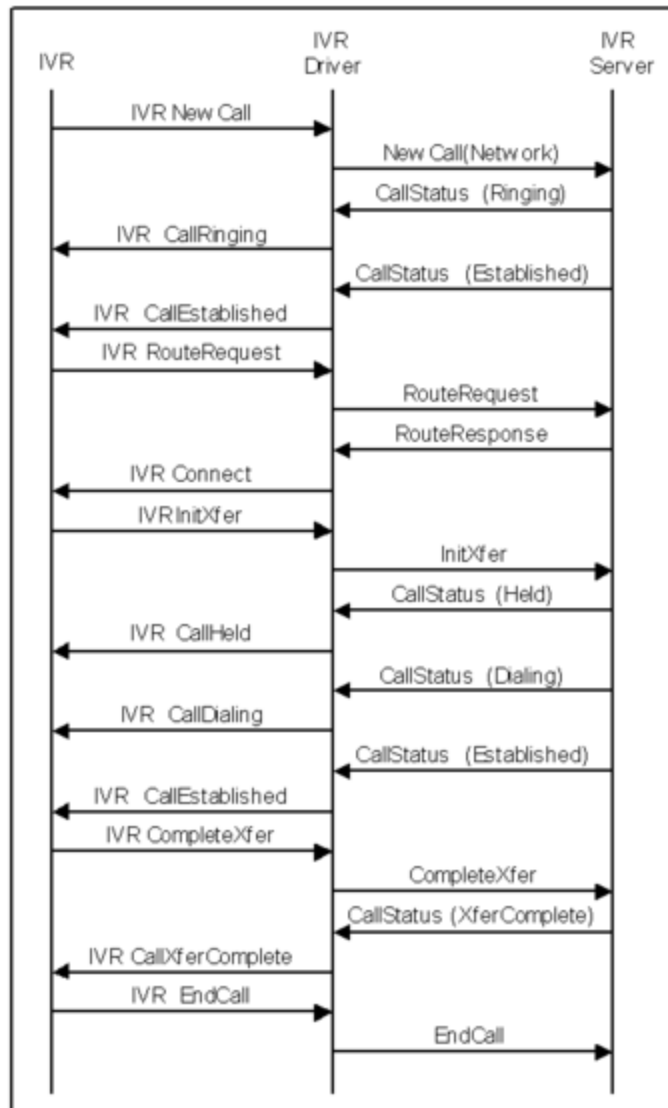 IVR
IVR
Driver
IVR
Server
IVR New Call
New Call(Network)
CallStatus (Ringing)
IVR CallRinging
CallStatus (Established)
IVR CallEstablished
IVR RouteRequest
RouteRequest
RouteResponse
IVR Connect
IVRInitXfer
InitXfer
CallStatus (Held)
IVR CallHeld
CallStatus (Dialing)
IVR CallDialing
CallStatus (Established)
IVR CallEstablished
IVR CompleteXfer
CompleteXfer
CallStatus (XferComplete)
IVR CallXferComplete
IVR EndCall
EndCall